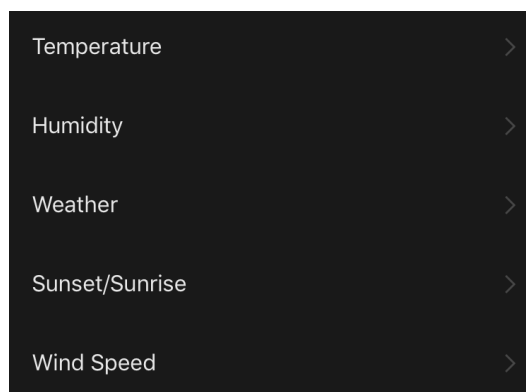 Temperature
Humidity
Weather
Sunset/Sunrise
Wind Speed